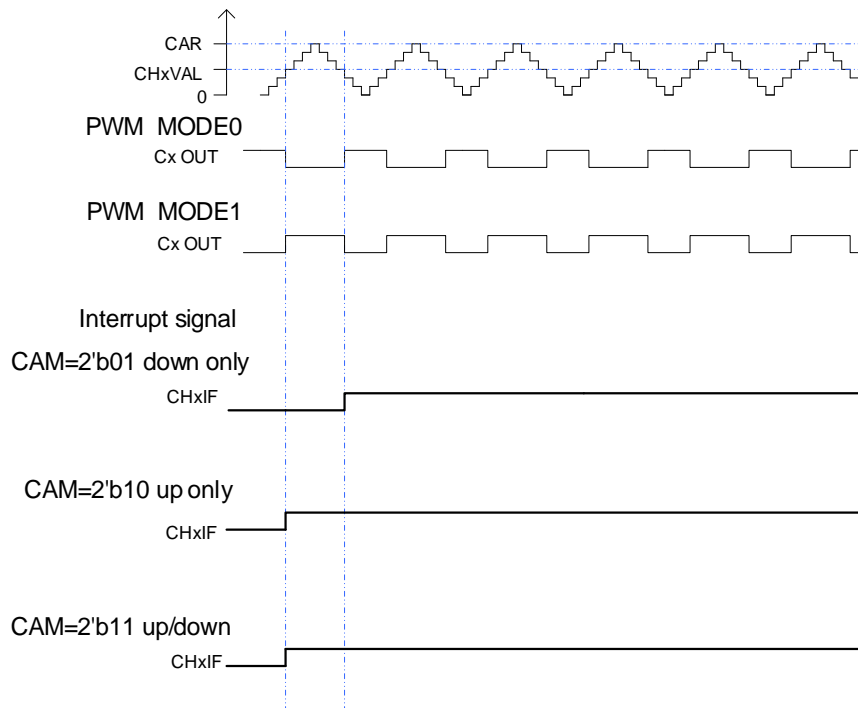 CAR
CHxVAL
0
PWM MODE0
Cx OUT
PWM MODE1
Cx OUT
Interrupt signal
CAM=2'b01 down only
CHxIF
CAM=2'b10 up only
CHxIF
CAM=2'b11 up/down
CHxIF